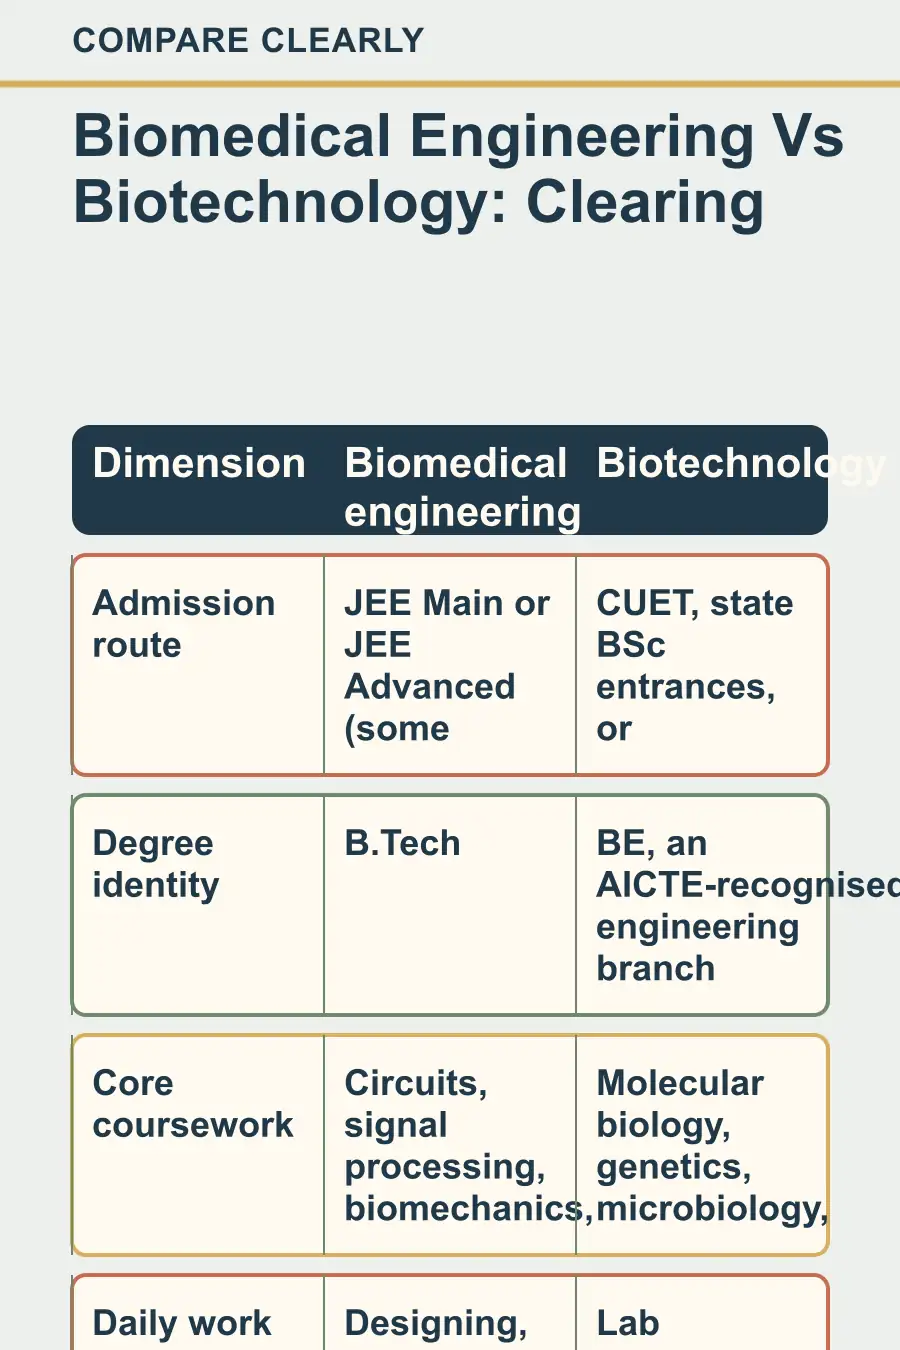 COMPARE CLEARLY
Biomedical Engineering Vs
Biotechnology: Clearing
Dimension
Biomedical
engineering
Biotechnology
Admission
route
JEE Main or
JEE
Advanced
(some
CUET, state
BSc
entrances,
or
Degree
identity
B.Tech
BE, an
AICTE-recognised
engineering
branch
Core
coursework
Circuits,
signal
processing,
biomechanics,
Molecular
biology,
genetics,
microbiology,
Daily work
Designing,
Lab